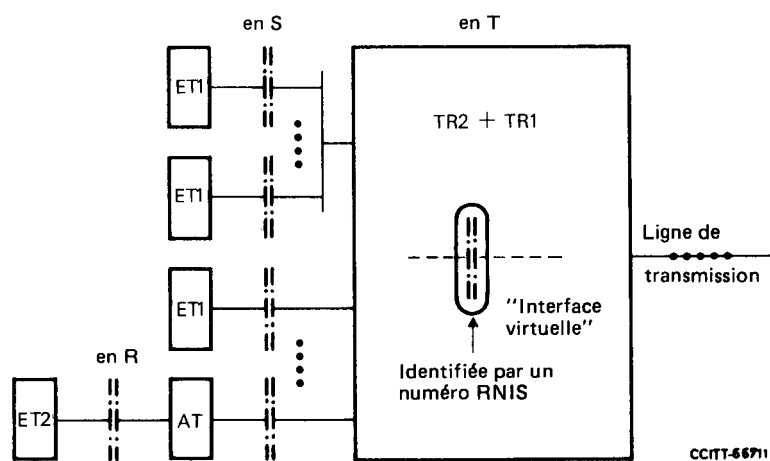 en S
en T
ET1
TR2 + TR1
ET1
Ligne de
transmission
ET1
"Interface
virtuelle"
en R
Identifiée par un
numéro RNIS
ET2
AT
CCITT-66711